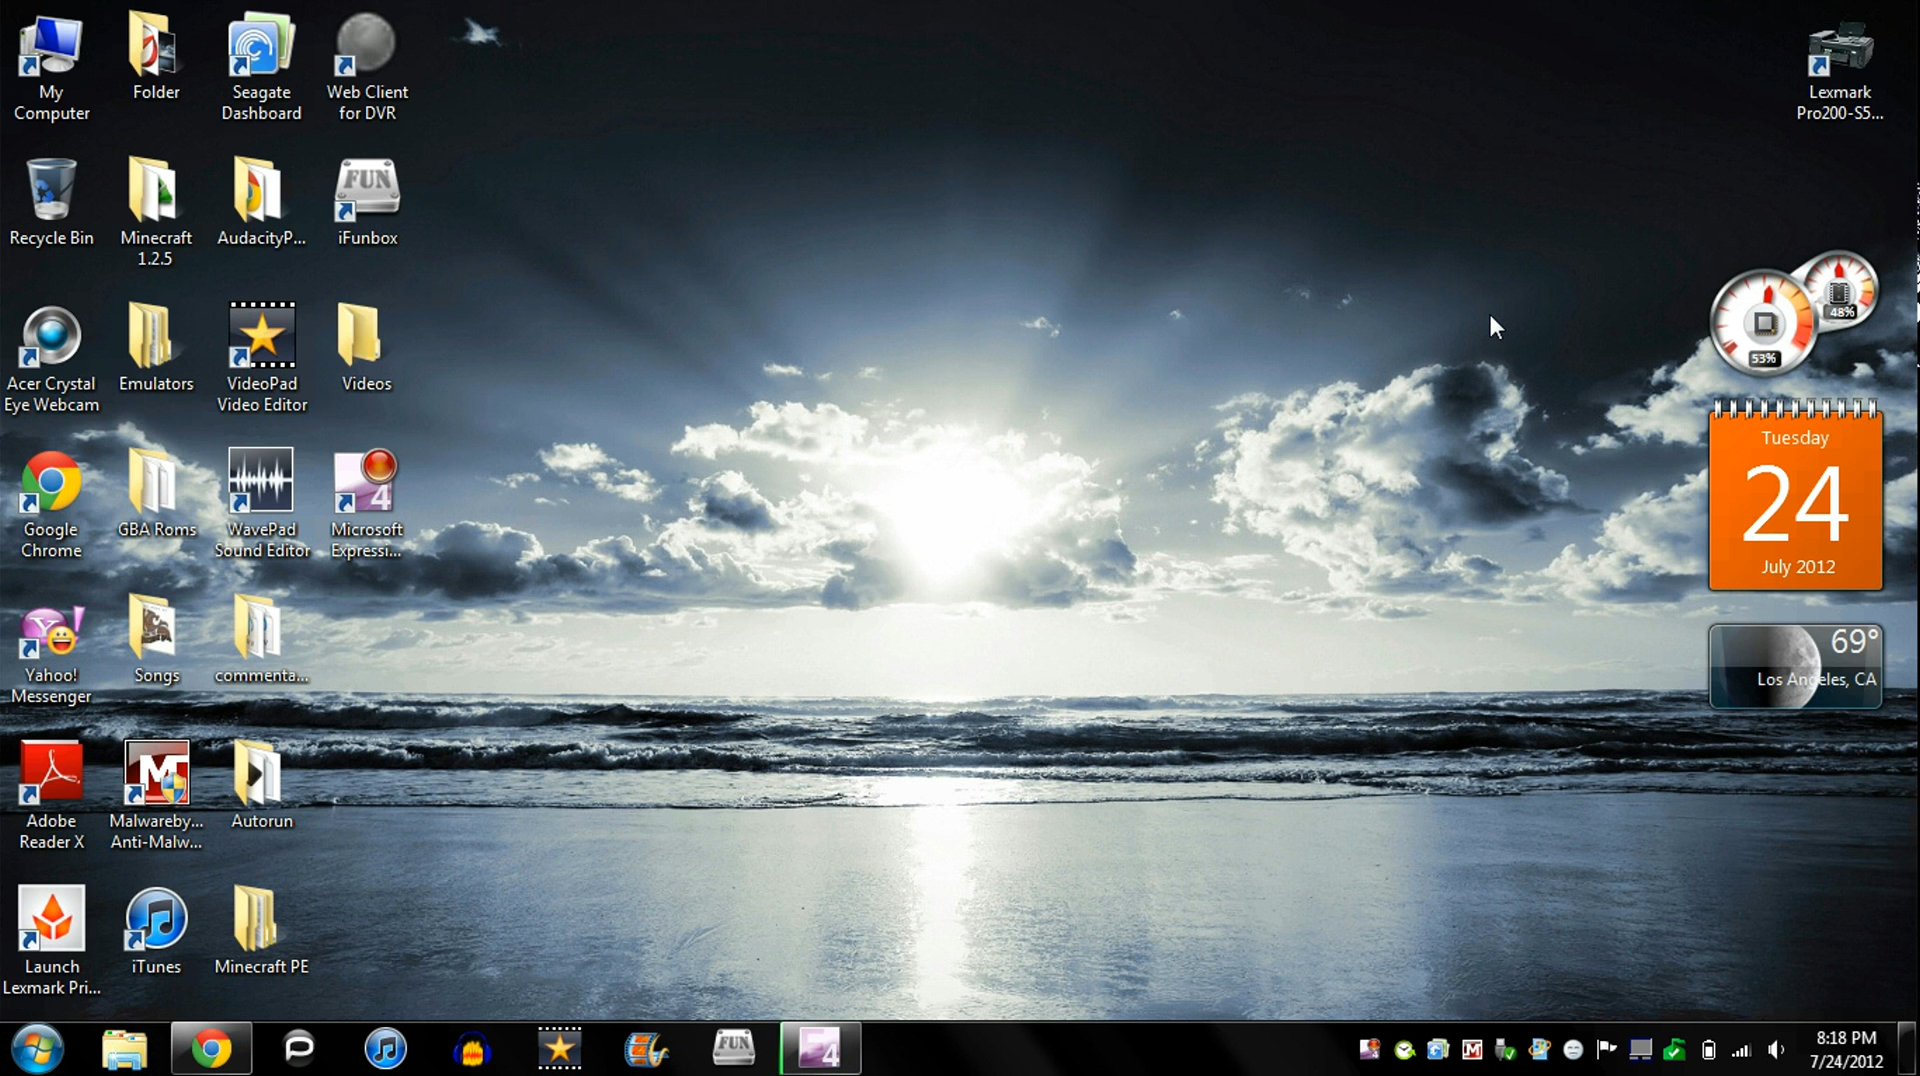 My
Computer
Folder
Seagate
Dashboard
Web Client
for DVR
Lexmark
Pro200-S5...
Recycle Bin
Minecraft
1.2.5
AudacityP...
FUN
iFunbox
48%
53%
Acer Crystal
Eye Webcam
Emulators
VideoPad
Video Editor
Videos
Tuesday
24
July 2012
Google
Chrome
GBA Roms
WavePad
Sound Editor
4
Microsoft
Expressi...
69°
Los Angeles, CA
Y!
Yahoo!
Messenger
Songs
commenta...
Adobe
Reader X
M
Malwareby...
Anti-Malw...
Autorun
Launch
Lexmark Pri...
iTunes
Minecraft PE
FUN
4
M
8:18 PM
7/24/2012